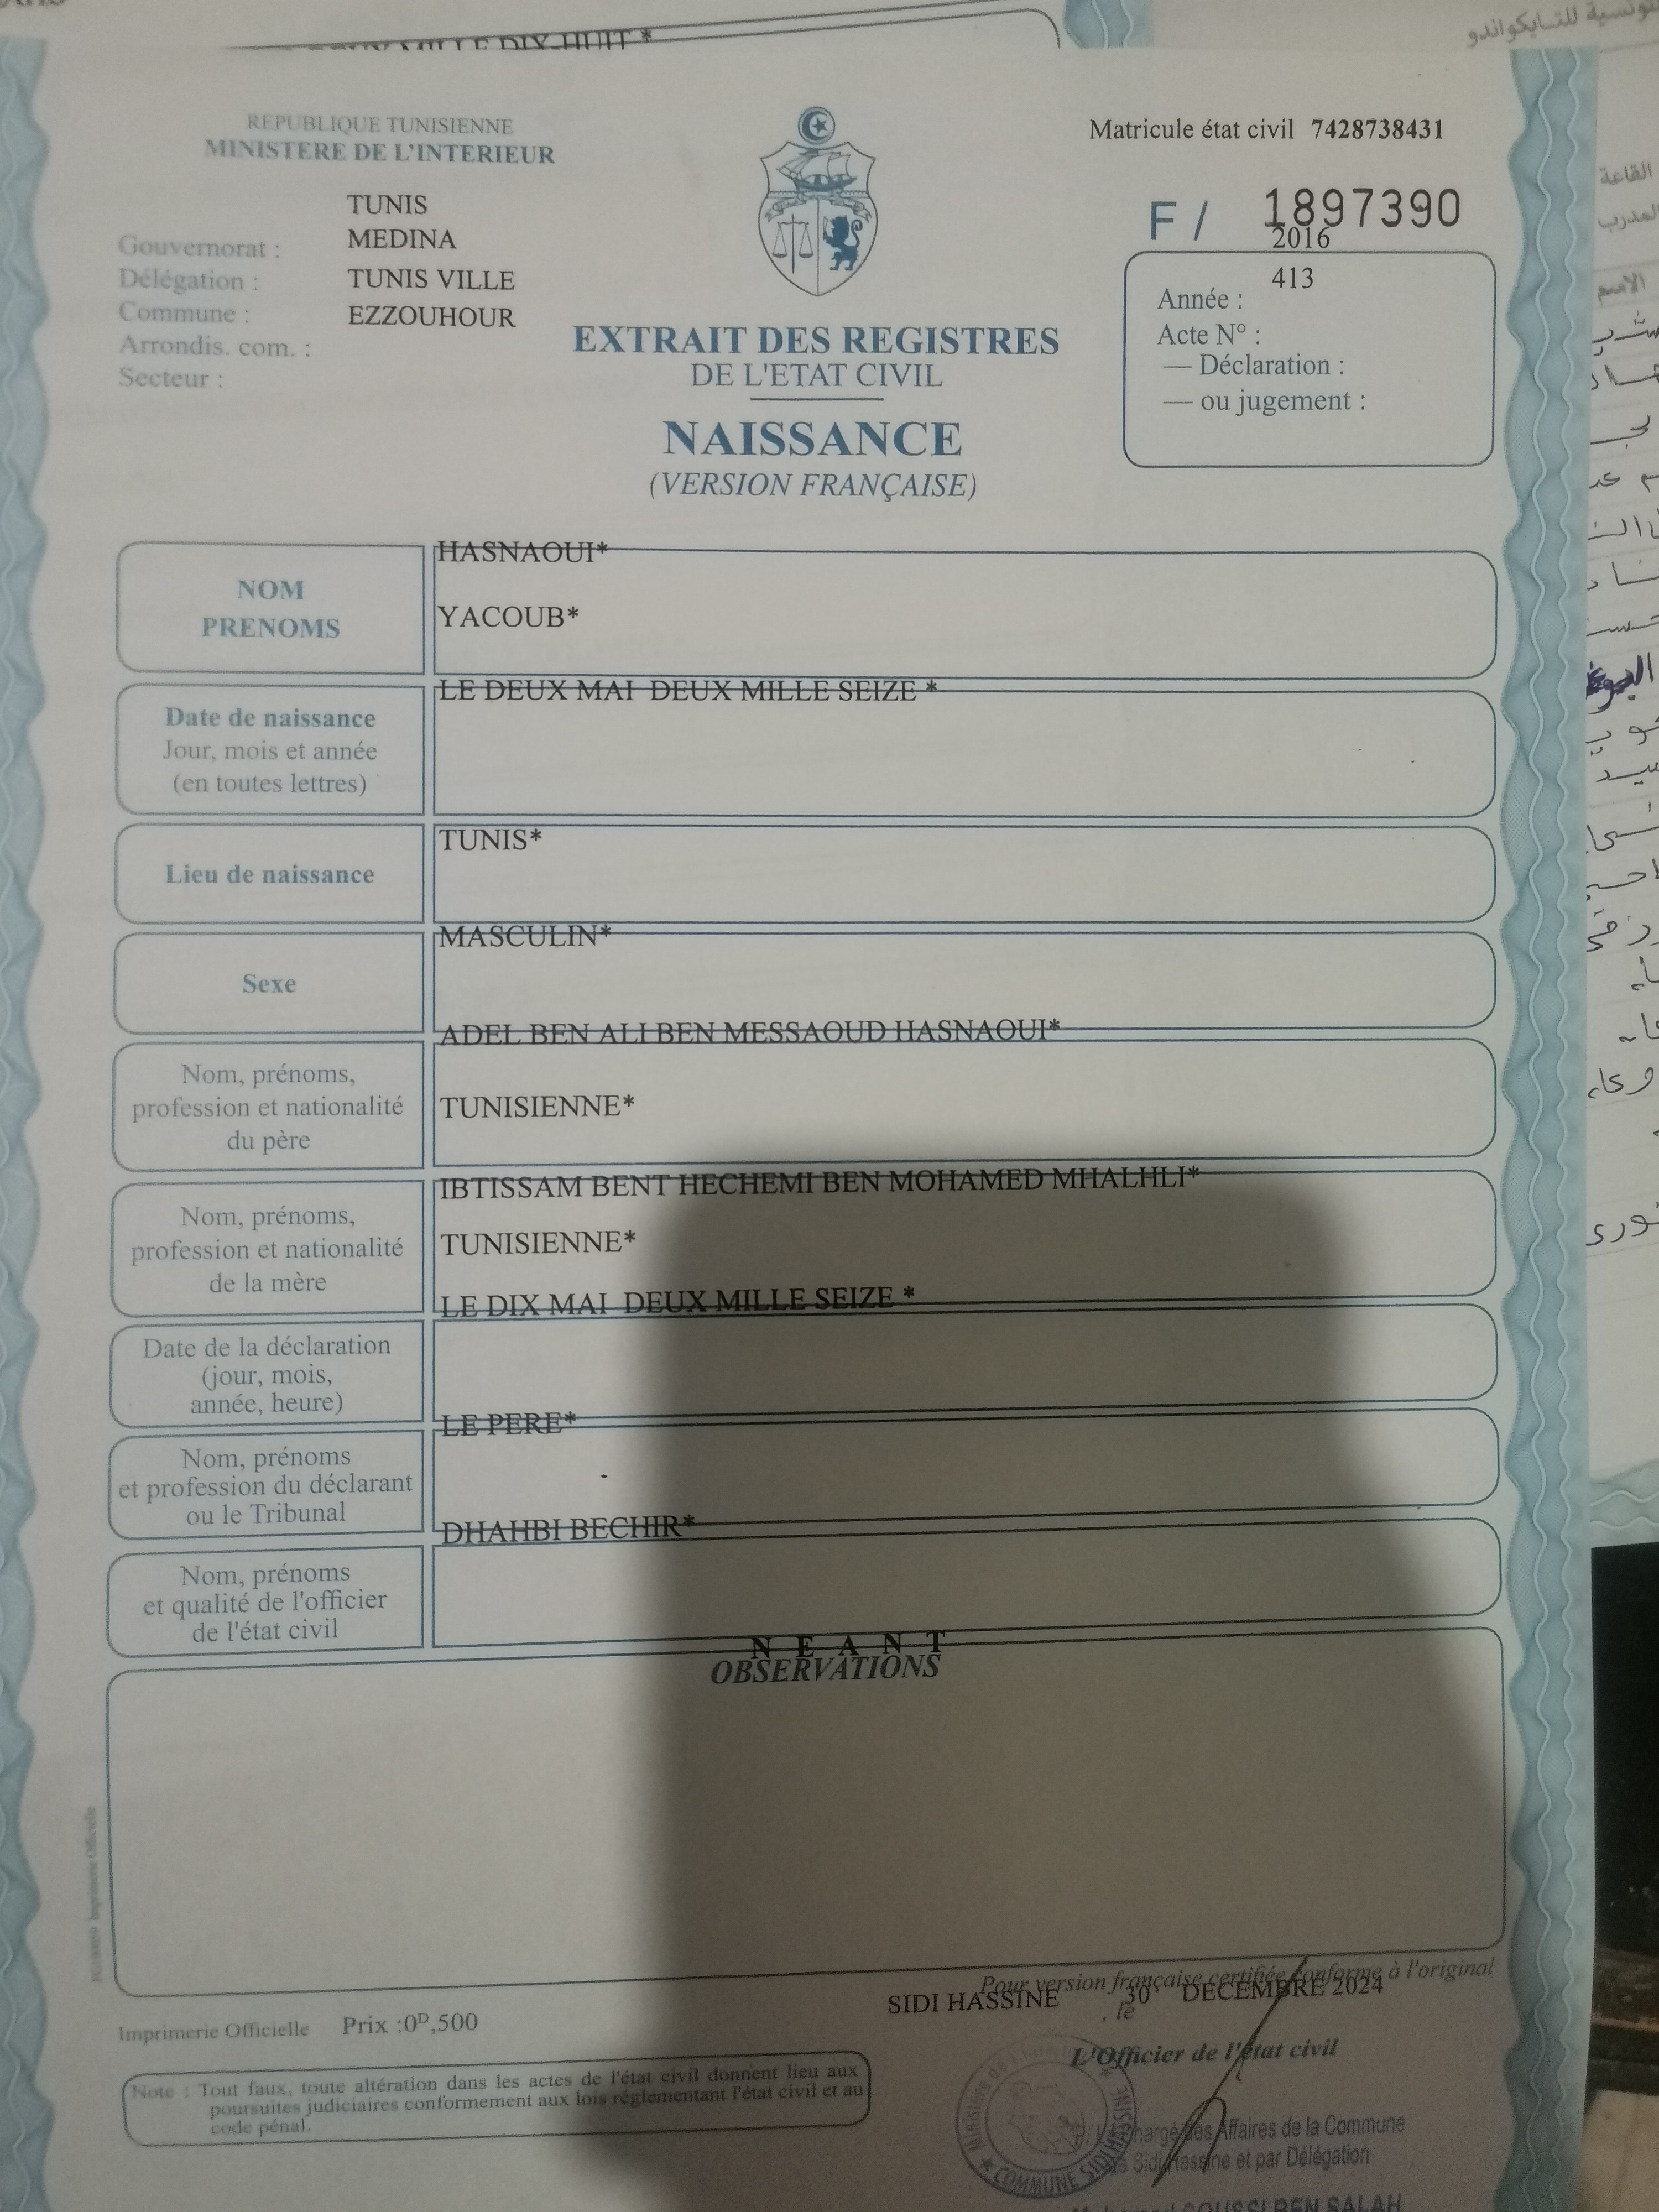 DIX HUIT *
REPUBLIQUE TUNISIENNE
MINISTERE DE L'INTERIEUR
Matricule état civil 7428738431
F / 1897390
TUNIS
Gouvernorat : MEDINA
Délégation : TUNIS VILLE
Commune : EZZOUHOUR
Arrondis. com. :
Secteur :
2016
413
Année :
Acte N° :
— Déclaration :
— ou jugement :
EXTRAIT DES REGISTRES
DE L'ETAT CIVIL
NAISSANCE
(VERSION FRANÇAISE)
HASNAOUI*
NOM
PRENOMS
YACOUB*
LE DEUX MAI DEUX MILLE SEIZE *
Date de naissance
Jour, mois et année
(en toutes lettres)
TUNIS*
Lieu de naissance
MASCULIN*
Sexe
ADEL BEN ALI BEN MESSAOUD HASNAOUI*
Nom, prénoms,
profession et nationalité
du père
TUNISIENNE*
IBTISSAM BENT HECHEMI BEN MOHAMED MHALHLI*
Nom, prénoms,
profession et nationalité
de la mère
TUNISIENNE*
LE DIX MAI DEUX MILLE SEIZE *
Date de la déclaration
(jour, mois,
année, heure)
LE PERE*
Nom, prénoms
et profession du déclarant
ou le Tribunal
DHAHBI BECHIR*
Nom, prénoms
et qualité de l'officier
de l'état civil
N E A N T
OBSERVATIONS
Pour version française certifiée conforme à l'original
SIDI HASSINE , le 30 DECEMBRE 2024
L'Officier de l'état civil
Imprimerie Officielle Prix :0ᴰ,500
Note : Tout faux, toute altération dans les actes de l'état civil donnent lieu aux
poursuites judiciaires conformement aux lois réglementant l'état civil et au
code pénal.
COMMUNE SIDI HASSINE
Affaires de la Commune
Sidi Hassine et par Délégation
BEN SALAH
القاعة
المدرب
الاسم